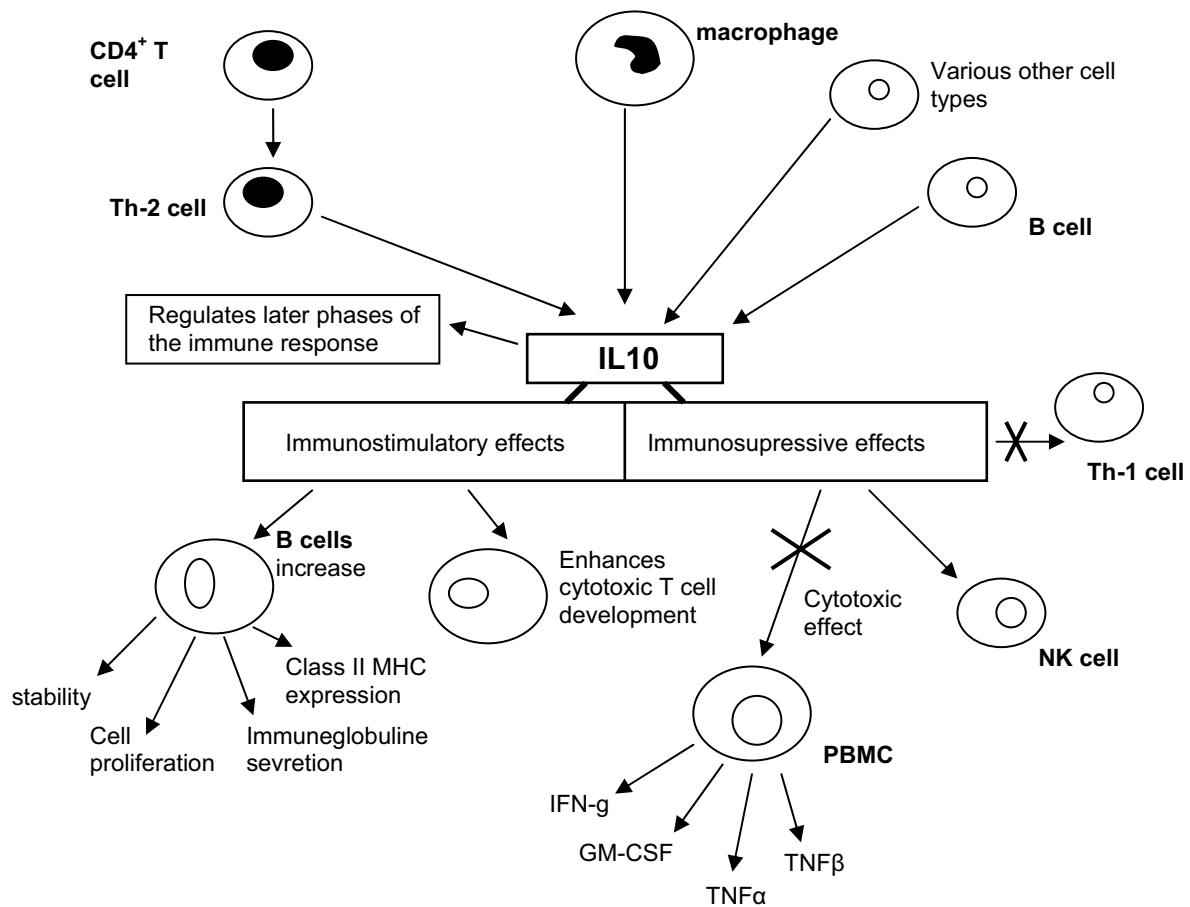 CD4+ T
cell
macrophage
Various other cell
types
Th-2 cell
B cell
Regulates later phases of
the immune response
IL10
Immunostimulatory effects
Immunosupressive effects
Th-1 cell
B cells
increase
Enhances
cytotoxic T cell
development
Cytotoxic
effect
NK cell
stability
Class II MHC
expression
Cell
proliferation
Immuneglobuline
sevretion
PBMC
IFN-g
GM-CSF
TNFα
TNFβ